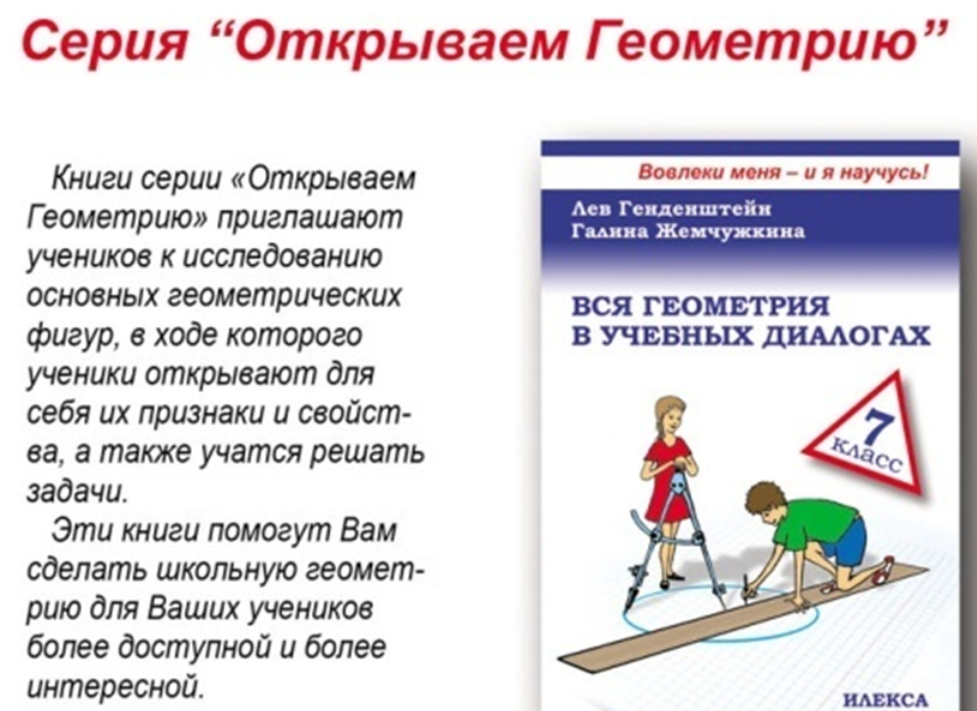 Серия “Открываем Геометрию”
Книги серии «Открываем
Геометрию» приглашают
учеников к исследованию
основных геометрических
фигур, в ходе которого
ученики открывают для
себя их признаки и свойст-
ва, а также учатся решать
задачи.
Эти книги помогут Вам
сделать школьную геомет-
рию для Ваших учеников
более доступной и более
интересной.
Вовлеки меня – и я научусь!
Лев Генденштейн
Галина Жемчужкина
ВСЯ ГЕОМЕТРИЯ
В УЧЕБНЫХ ДИАЛОГАХ
7
класс
ИЛЕКСА